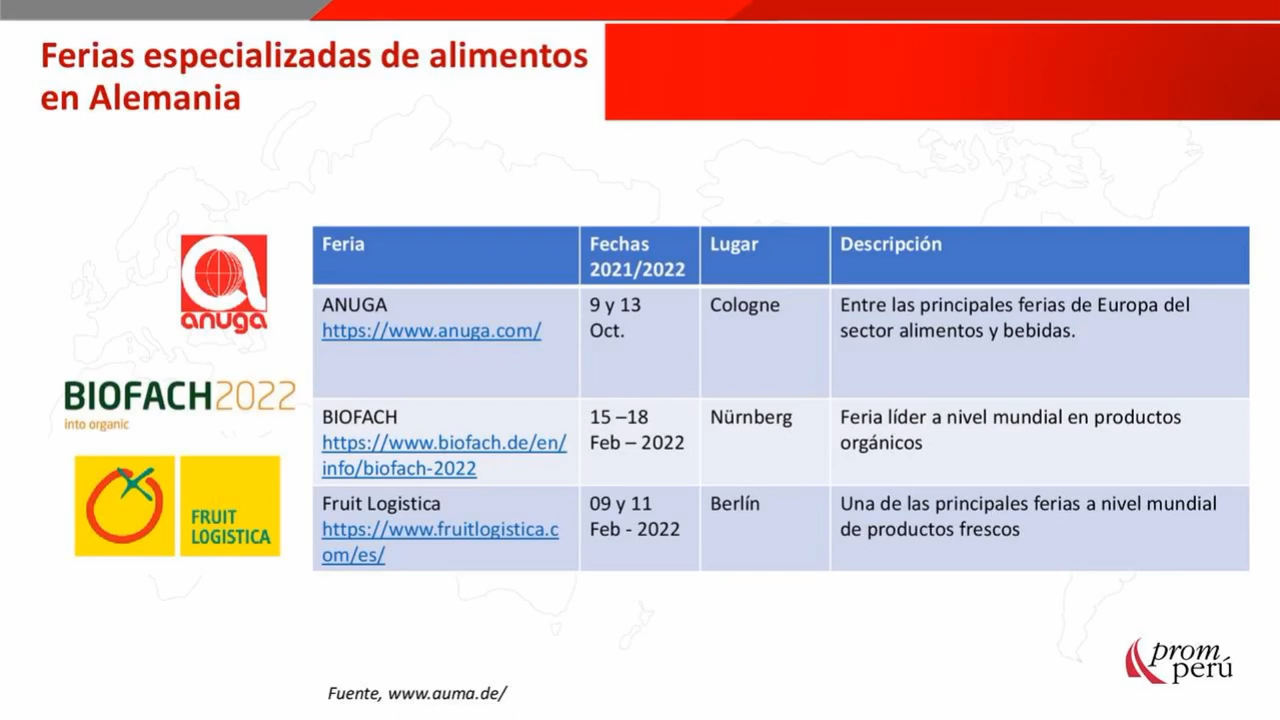 Ferias especializadas de alimentos
en Alemania
anuga
BIOFACH2022
into organic
FRUIT
LOGISTICA
Feria
Fechas
2021/2022
Lugar
Descripción
ANUGA
https://www.anuga.com/
9 y 13
Oct.
Cologne
Entre las principales ferias de Europa del
sector alimentos y bebidas.
BIOFACH
https://www.biofach.de/en/
info/biofach-2022
15 –18
Feb – 2022
Nürnberg
Feria líder a nivel mundial en productos
orgánicos
Fruit Logistica
https://www.fruitlogistica.c
om/es/
09 y 11
Feb - 2022
Berlín
Una de las principales ferias a nivel mundial
de productos frescos
prom
perú
Fuente, www.auma.de/